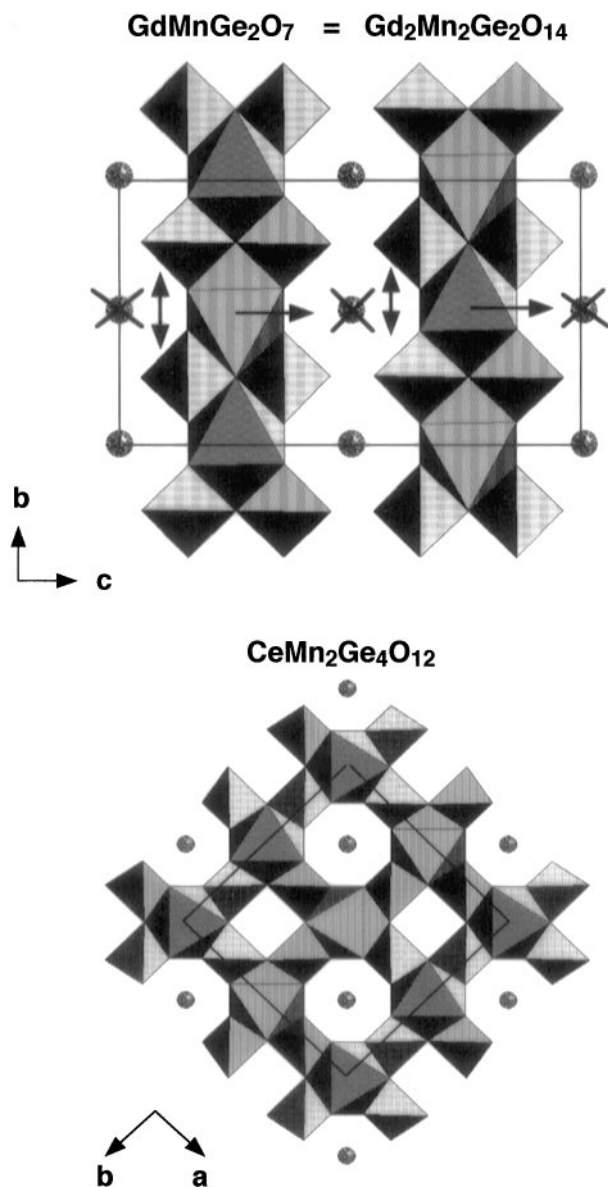 GdMnGe₂O₇ = Gd₂Mn₂Ge₂O₁₄
b
c
CeMn₂Ge₄O₁₂
b a